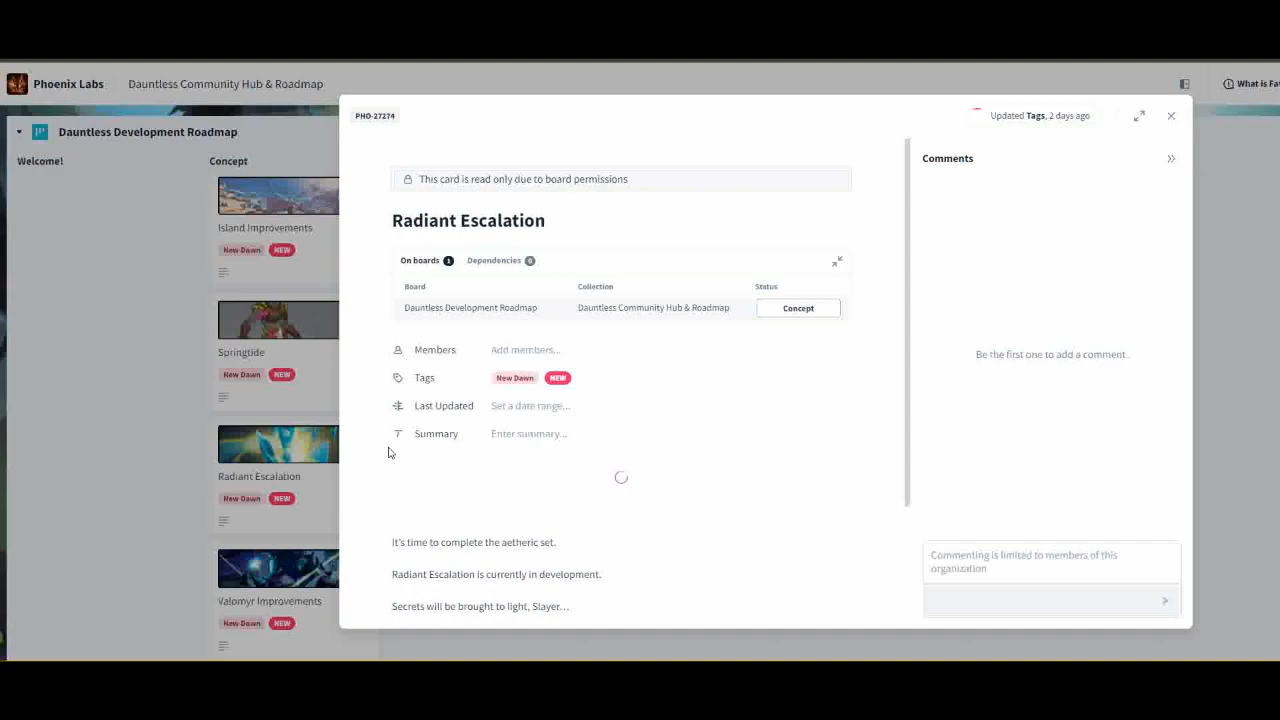 Phoenix Labs
Dauntless Community Hub & Roadmap
What is Fa
Dauntless Development Roadmap
Welcome!
Concept
Island Improvements
New Dawn NEW
Springtide
New Dawn NEW
Radiant Escalation
New Dawn NEW
Valomyr Improvements
New Dawn NEW
PHO-27274
Updated Tags, 2 days ago
This card is read only due to board permissions
Radiant Escalation
On boards 1 Dependencies 0
Board Collection Status
Dauntless Development Roadmap Dauntless Community Hub & Roadmap Concept
Members Add members...
Tags New Dawn NEW
Last Updated Set a date range...
Summary Enter summary...
It's time to complete the aetheric set.
Radiant Escalation is currently in development.
Secrets will be brought to light, Slayer...
Comments
Be the first one to add a comment.
Commenting is limited to members of this
organization